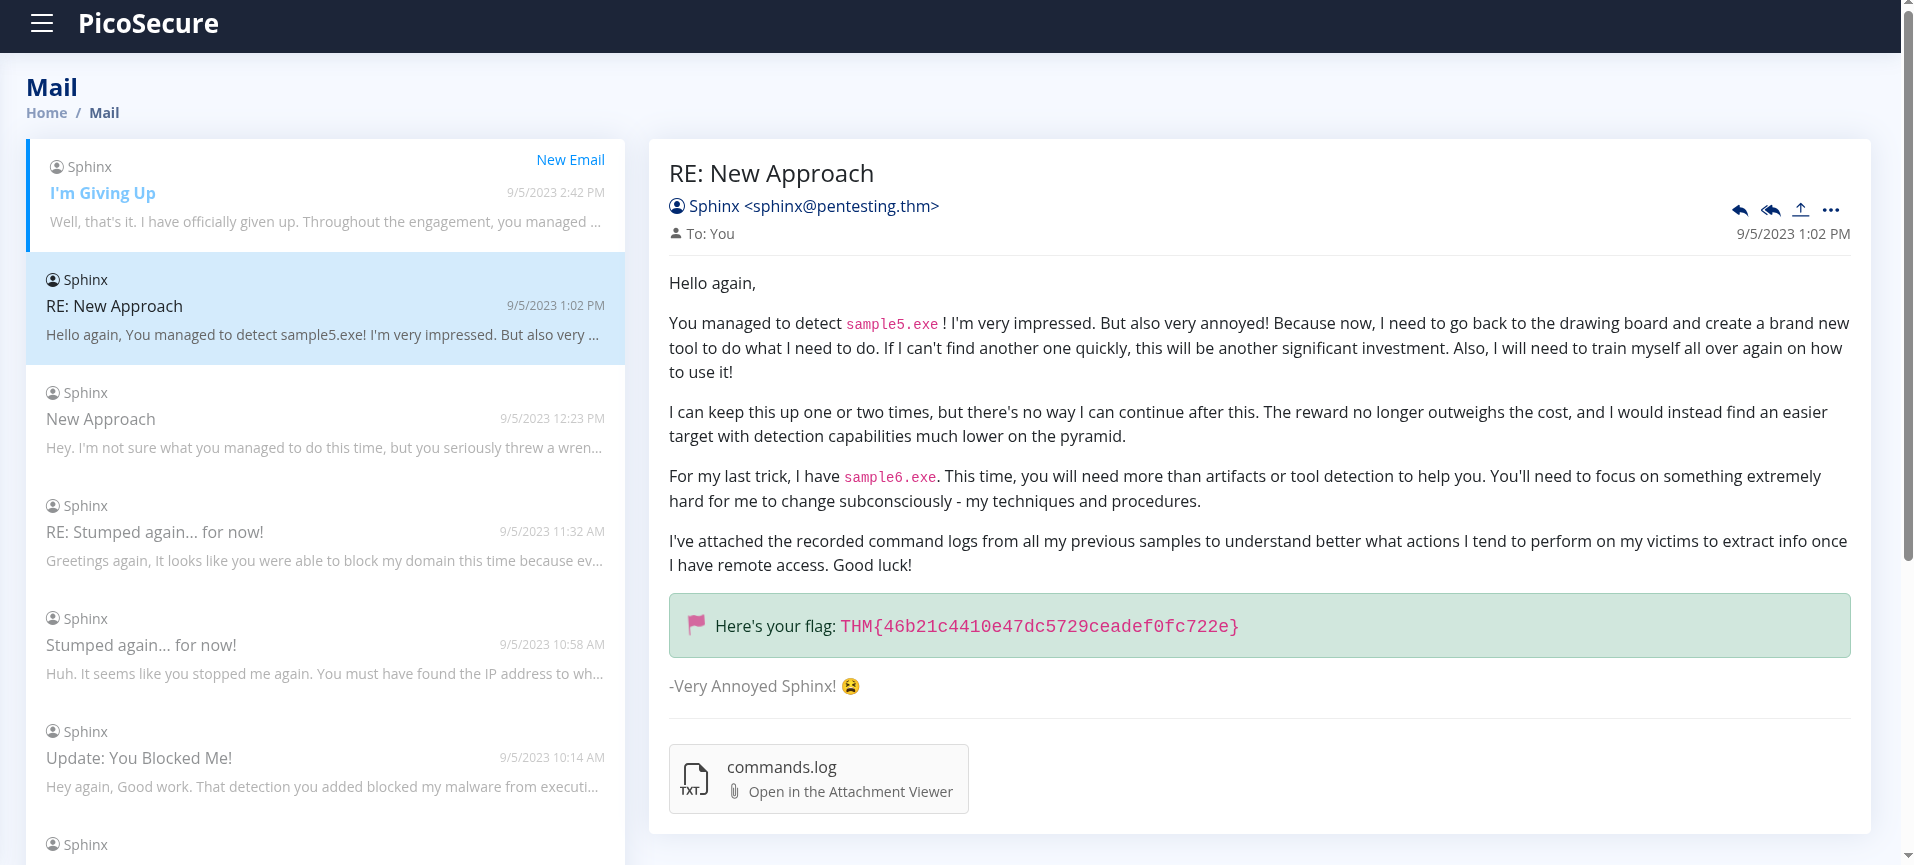 PicoSecure
Mail
Home / Mail
Sphinx
New Email
I'm Giving Up
9/5/2023 2:42 PM
Well, that's it. I have officially given up. Throughout the engagement, you managed ...
Sphinx
RE: New Approach
9/5/2023 1:02 PM
Hello again, You managed to detect sample5.exe! I'm very impressed. But also very ...
Sphinx
New Approach
9/5/2023 12:23 PM
Hey. I'm not sure what you managed to do this time, but you seriously threw a wren...
Sphinx
RE: Stumped again... for now!
9/5/2023 11:32 AM
Greetings again, It looks like you were able to block my domain this time because ev...
Sphinx
Stumped again... for now!
9/5/2023 10:58 AM
Huh. It seems like you stopped me again. You must have found the IP address to wh...
Sphinx
Update: You Blocked Me!
9/5/2023 10:14 AM
Hey again, Good work. That detection you added blocked my malware from executi...
Sphinx
RE: New Approach
Sphinx <sphinx@pentesting.thm>
To: You
9/5/2023 1:02 PM
Hello again,
You managed to detect sample5.exe ! I'm very impressed. But also very annoyed! Because now, I need to go back to the drawing board and create a brand new
tool to do what I need to do. If I can't find another one quickly, this will be another significant investment. Also, I will need to train myself all over again on how
to use it!
I can keep this up one or two times, but there's no way I can continue after this. The reward no longer outweighs the cost, and I would instead find an easier
target with detection capabilities much lower on the pyramid.
For my last trick, I have sample6.exe. This time, you will need more than artifacts or tool detection to help you. You'll need to focus on something extremely
hard for me to change subconsciously - my techniques and procedures.
I've attached the recorded command logs from all my previous samples to understand better what actions I tend to perform on my victims to extract info once
I have remote access. Good luck!
Here's your flag: THM{46b21c4410e47dc5729ceadef0fc722e}
-Very Annoyed Sphinx! 😫
TXT
commands.log
Open in the Attachment Viewer